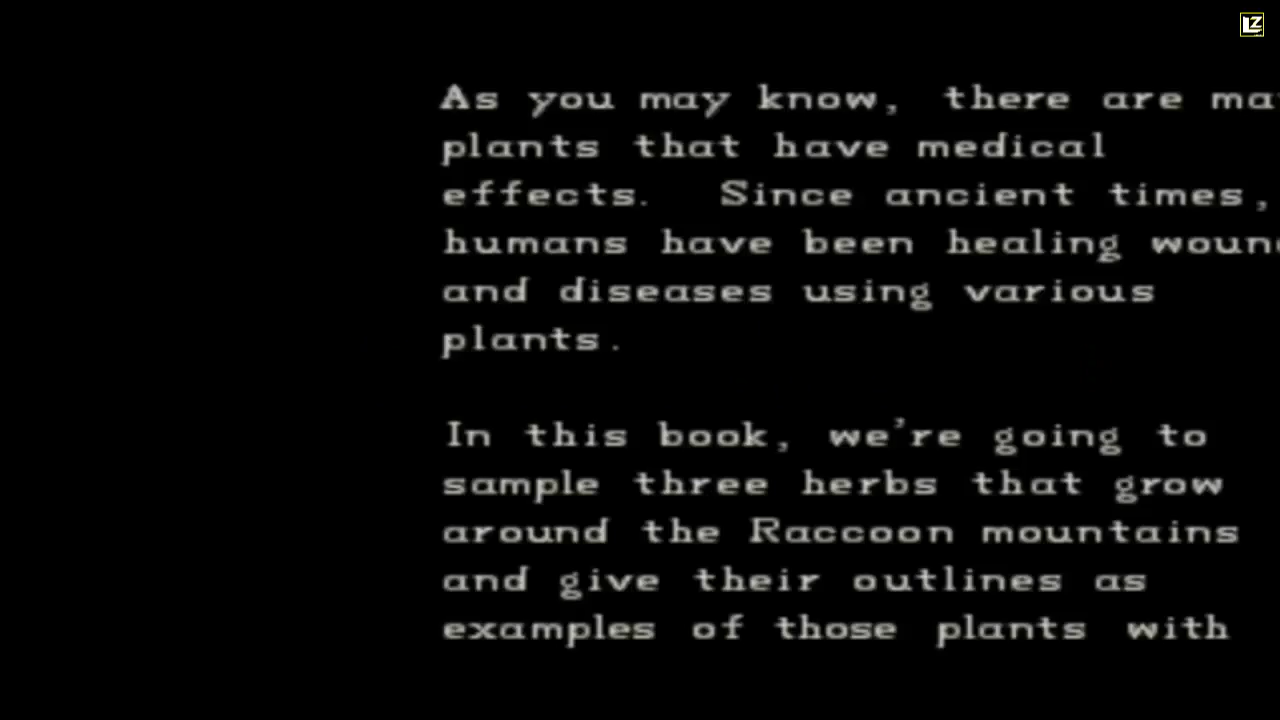 As you may know, there are
plants that have medical
effects. Since ancient times,
humans have been healing
and diseases using various
plants.
In this book, we're going to
sample three herbs that grow
around the Raccoon mountains
and give their outlines as
examples of those plants with